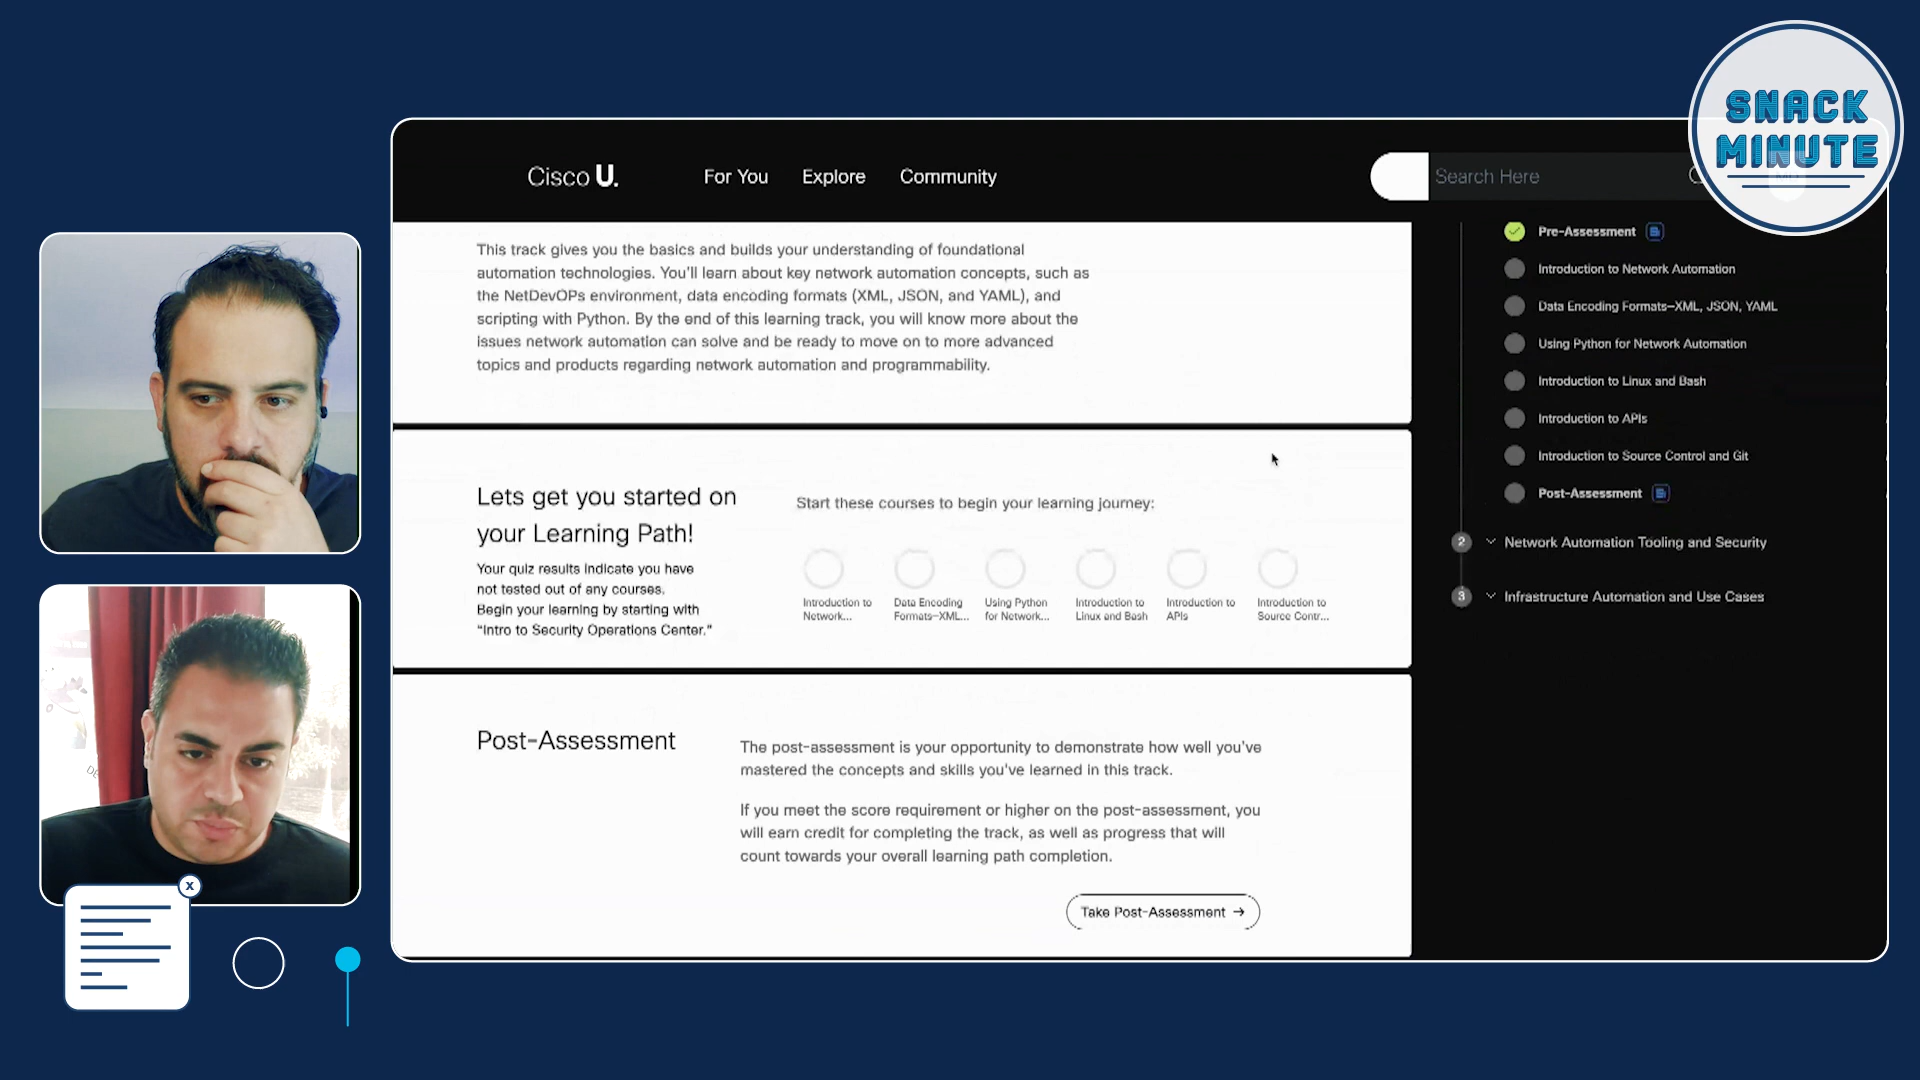 SNACK
MINUTE
Cisco U.
For You
Explore
Community
Search Here
This track gives you the basics and builds your understanding of foundational
automation technologies. You'll learn about key network automation concepts, such as
the NetDevOPs environment, data encoding formats (XML, JSON, and YAML), and
scripting with Python. By the end of this learning track, you will know more about the
issues network automation can solve and be ready to move on to more advanced
topics and products regarding network automation and programmability.
Lets get you started on
your Learning Path!
Your quiz results indicate you have
not tested out of any courses.
Begin your learning by starting with
"Intro to Security Operations Center."
Start these courses to begin your learning journey:
Introduction to
Network...
Data Encoding
Formats—XML...
Using Python
for Network...
Introduction to
Linux and Bash
Introduction to
APIs
Introduction to
Source Contr...
Post-Assessment
The post-assessment is your opportunity to demonstrate how well you've
mastered the concepts and skills you've learned in this track.
If you meet the score requirement or higher on the post-assessment, you
will earn credit for completing the track, as well as progress that will
count towards your overall learning path completion.
Take Post-Assessment →
Pre-Assessment
Introduction to Network Automation
Data Encoding Formats—XML, JSON, YAML
Using Python for Network Automation
Introduction to Linux and Bash
Introduction to APIs
Introduction to Source Control and Git
Post-Assessment
2 Network Automation Tooling and Security
3 Infrastructure Automation and Use Cases
x